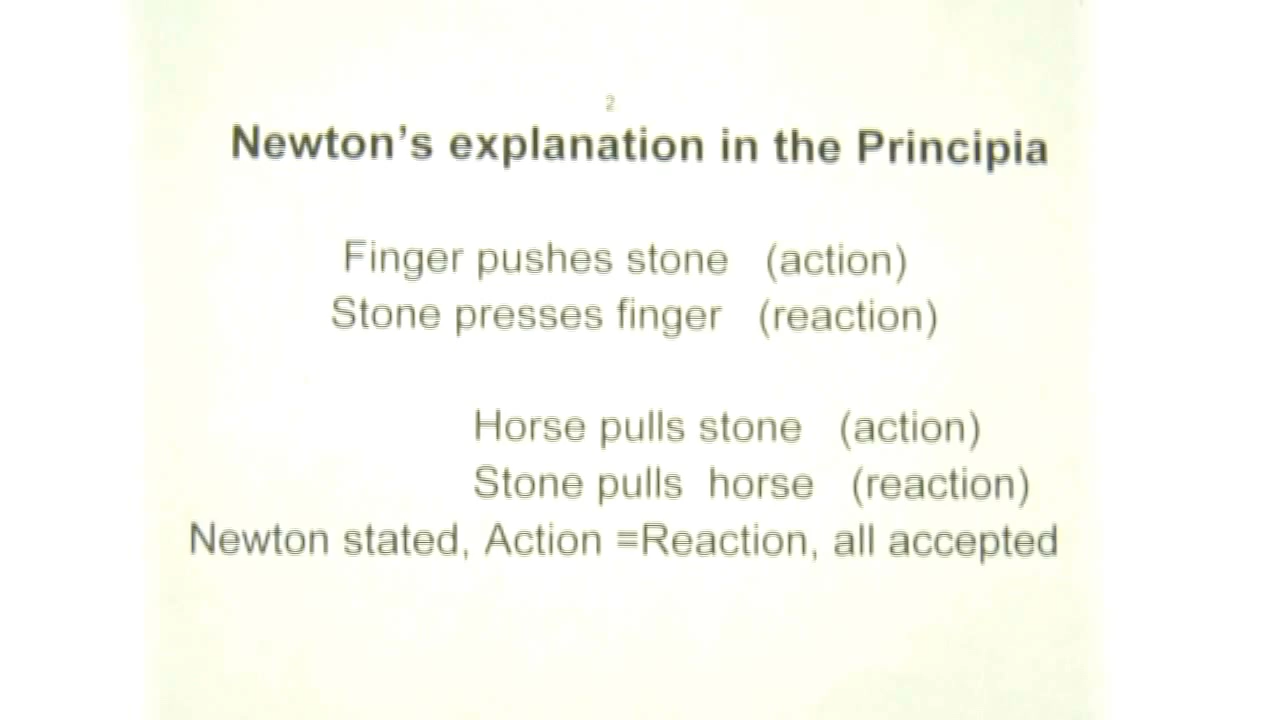 2
Newton's explanation in the Principia
Finger pushes stone (action)
Stone presses finger (reaction)
Horse pulls stone (action)
Stone pulls horse (reaction)
Newton stated, Action =Reaction, all accepted